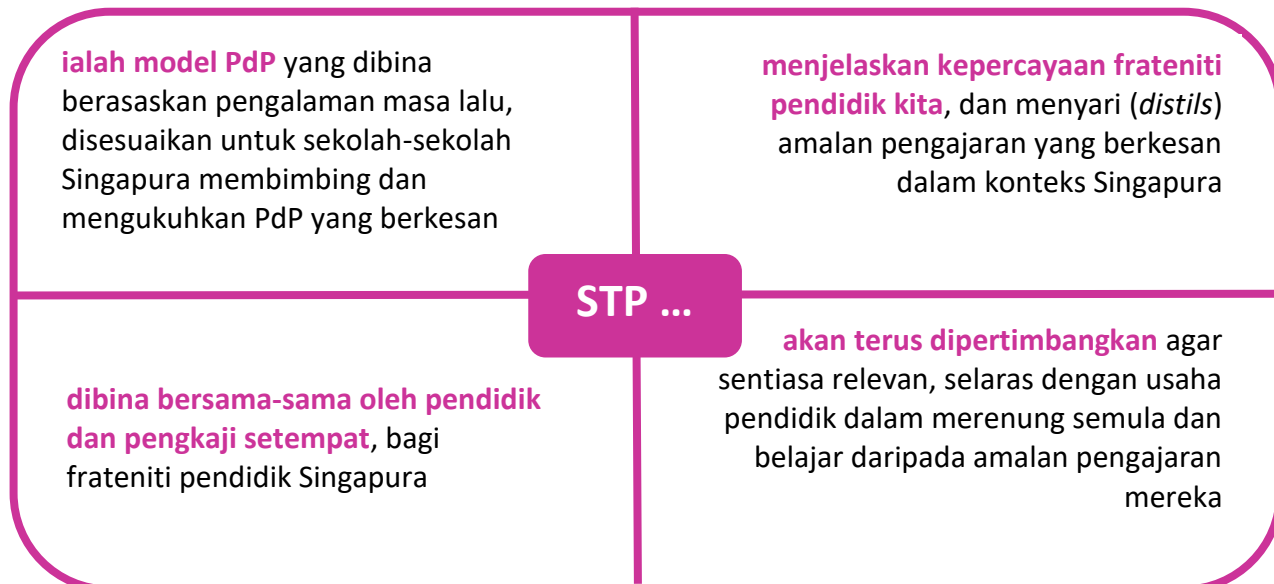 ialah model PdP yang dibina
berasaskan pengalaman masa lalu,
disesuaikan untuk sekolah-sekolah
Singapura membimbing dan
mengukuhkan PdP yang berkesan
menjelaskan kepercayaan frateniti
pendidik kita, dan menyari (distils)
amalan pengajaran yang berkesan
dalam konteks Singapura
STP ...
dibina bersama-sama oleh pendidik
dan pengkaji setempat, bagi
frateniti pendidik Singapura
akan terus dipertimbangkan agar
sentiasa relevan, selaras dengan usaha
pendidik dalam merenung semula dan
belajar daripada amalan pengajaran
mereka